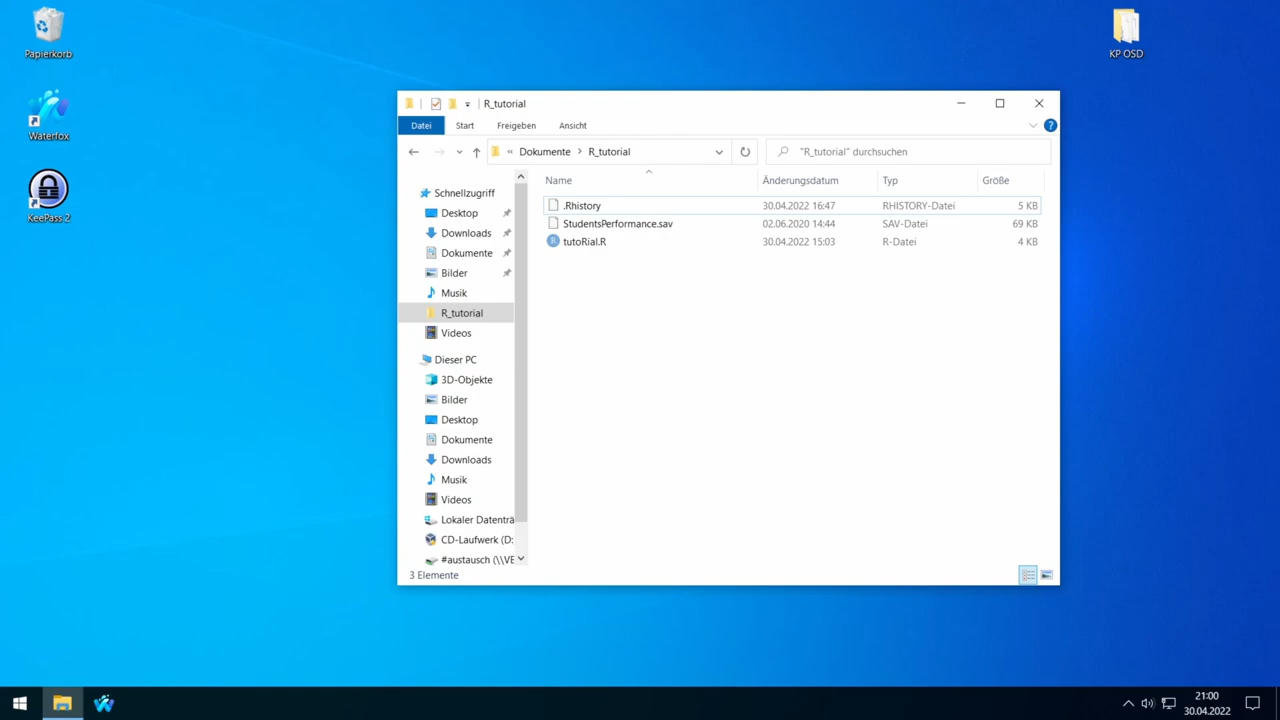 Papierkorb
Waterfox
KeePass 2
KP OSD
R_tutorial
Datei Start Freigeben Ansicht ?
« Dokumente > R_tutorial
"R_tutorial" durchsuchen
Name Änderungsdatum Typ Größe
.Rhistory 30.04.2022 16:47 RHISTORY-Datei 5 KB
StudentsPerformance.sav 02.06.2020 14:44 SAV-Datei 69 KB
tutoRial.R 30.04.2022 15:03 R-Datei 4 KB
Schnellzugriff
Desktop
Downloads
Dokumente
Bilder
Musik
R_tutorial
Videos
Dieser PC
3D-Objekte
Bilder
Desktop
Dokumente
Downloads
Musik
Videos
Lokaler Datenträ
CD-Laufwerk (D:
#austausch (\\VE
3 Elemente
21:00
30.04.2022